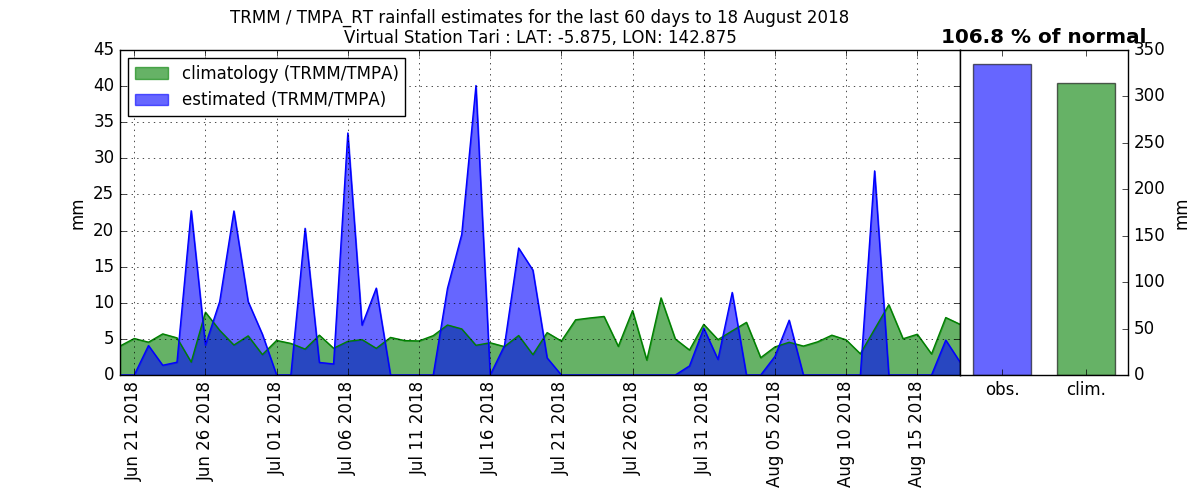 TRMM / TMPA_RT rainfall estimates for the last 60 days to 18 August 2018
Virtual Station Tari : LAT: -5.875, LON: 142.875
106.8 % of normal
climatology (TRMM/TMPA)
estimated (TRMM/TMPA)
mm
45
40
35
30
25
20
15
10
5
0
Jun 21 2018
Jun 26 2018
Jul 01 2018
Jul 06 2018
Jul 11 2018
Jul 16 2018
Jul 21 2018
Jul 26 2018
Jul 31 2018
Aug 05 2018
Aug 10 2018
Aug 15 2018
obs.
clim.
350
300
250
200
150
100
50
0
mm